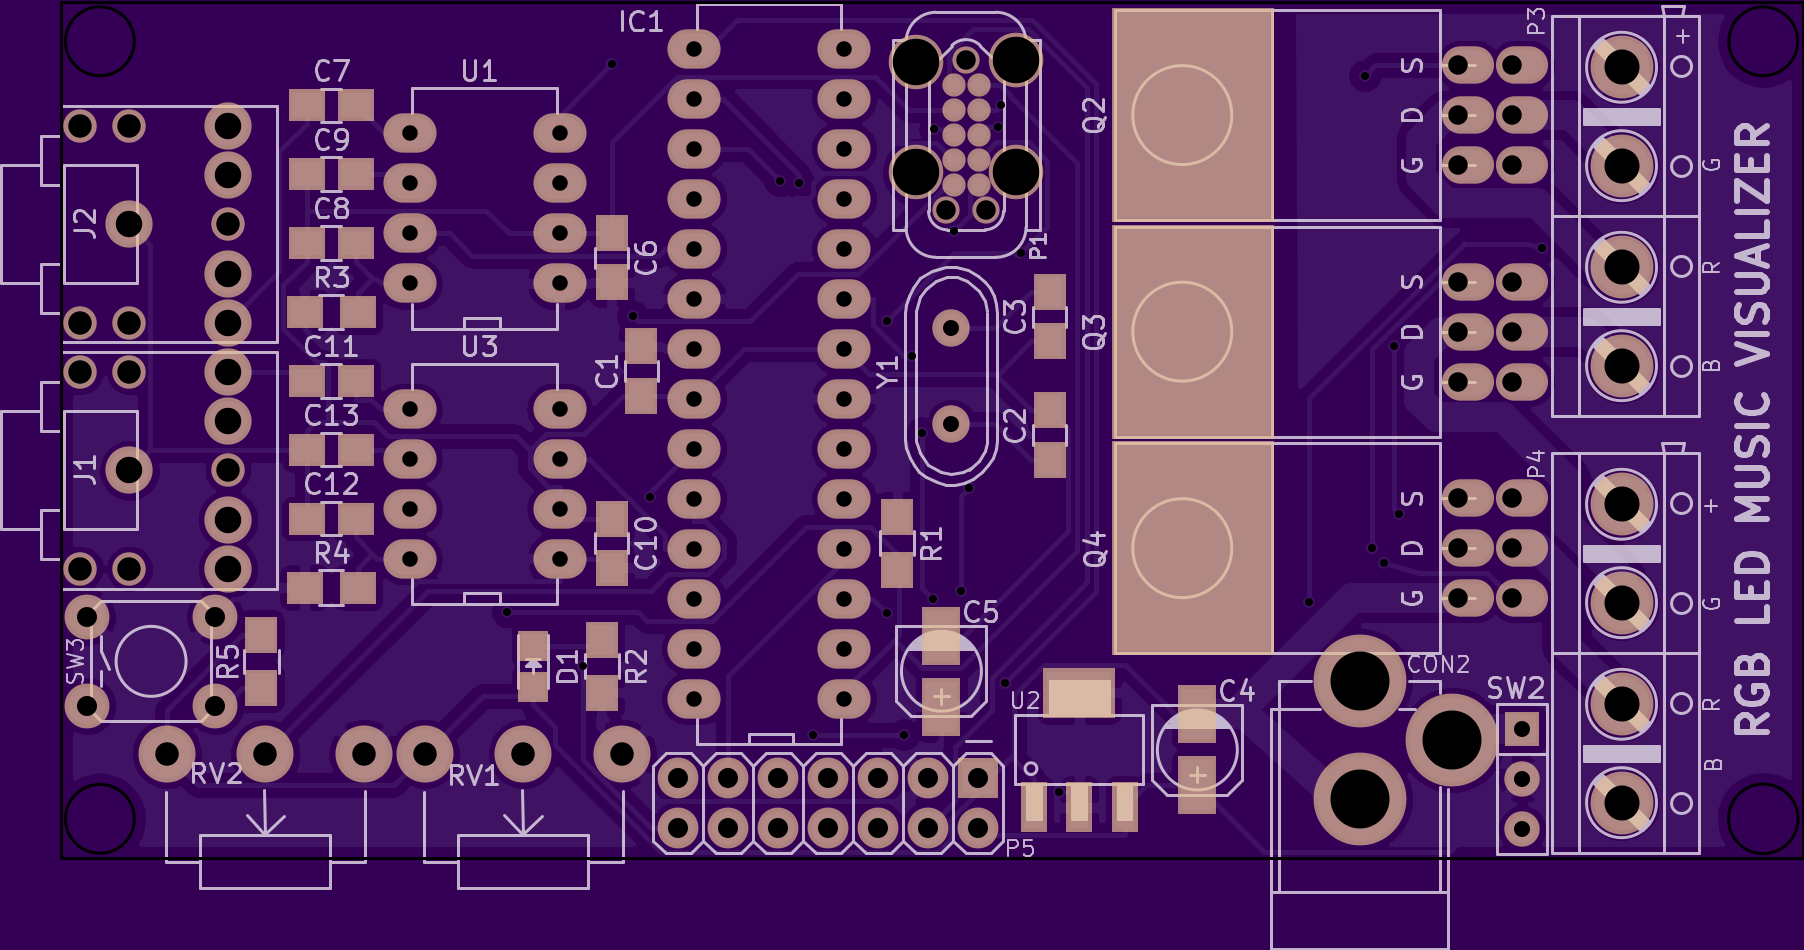 IC1
C7
U1
C9
J2
C8
R3
C6
C11
U3
C1
C13
J1
C12
R4
C10
SW3
R5
D1
R2
RV2
RV1
P1
C3
Y1
C2
R1
C5
+
U2
C4
+
P5
Q2
S
D
G
Q3
S
D
G
Q4
S
D
G
CON2
SW2
P3
+
G
R
B
P4
+
G
R
B
RGB LED MUSIC VISUALIZER